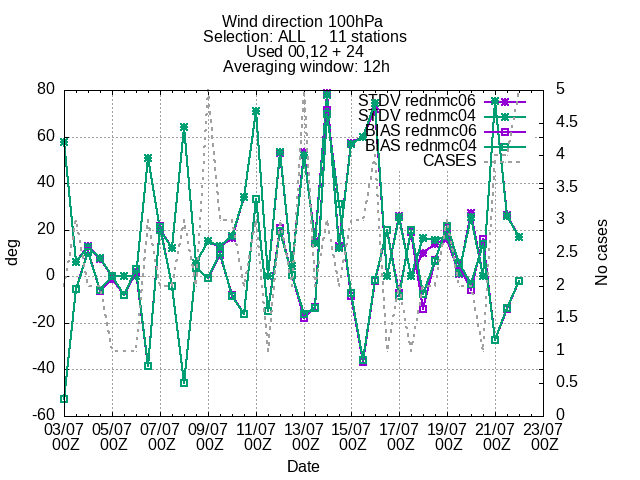 Wind direction 100hPa
Selection: ALL 11 stations
Used 00,12 + 24
Averaging window: 12h
80 5
STDV rednmc06
STDV rednmc04
BIAS rednmc06
BIAS rednmc04
CASES
60
40
20
0
-20
-40
-60
4.5
4
3.5
3
2.5
2
1.5
1
0.5
0
deg
No cases
03/07 05/07 07/07 09/07 11/07 13/07 15/07 17/07 19/07 21/07 23/07
00Z 00Z 00Z 00Z 00Z 00Z 00Z 00Z 00Z 00Z 00Z
Date